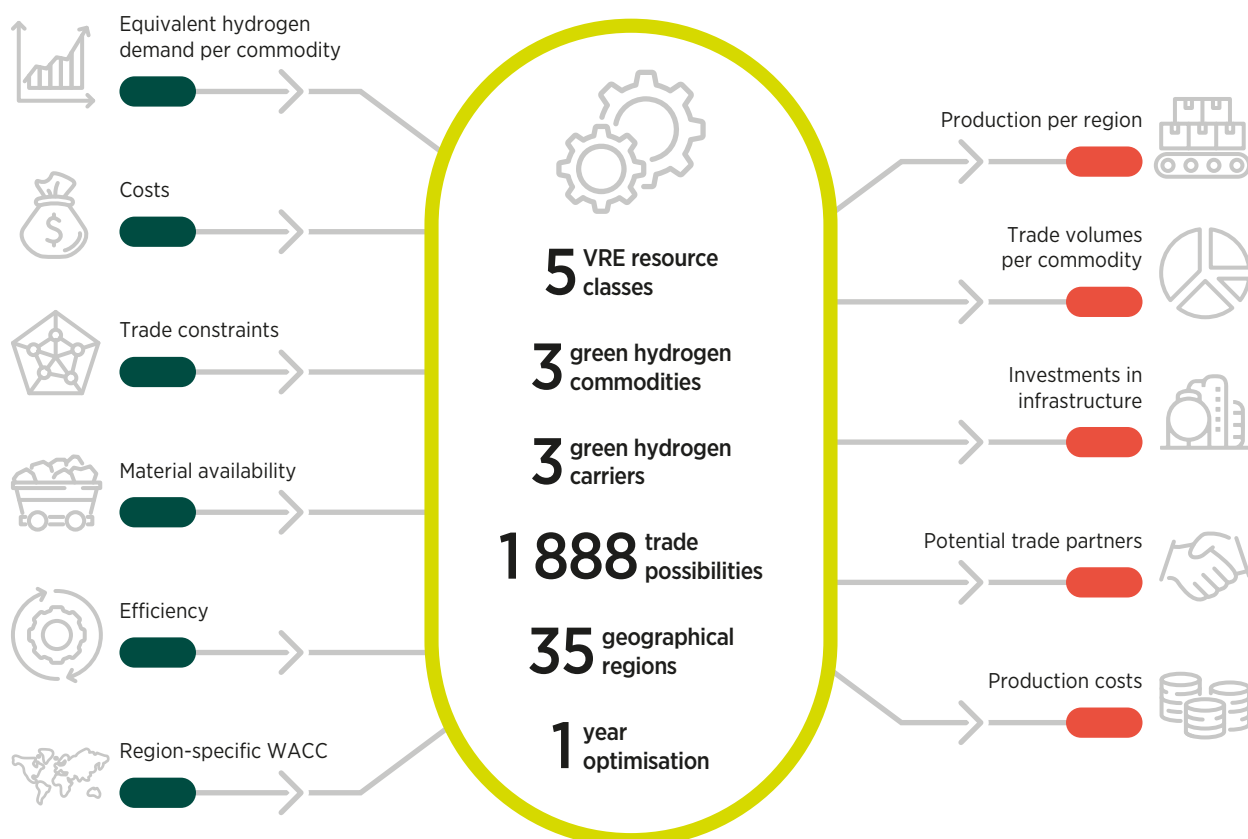 Equivalent hydrogen
demand per commodity
Costs
$
Trade constraints
Material availability
Efficiency
Region-specific WACC
5 VRE resource
classes
3 green hydrogen
commodities
3 green hydrogen
carriers
1 888 trade
possibilities
35 geographical
regions
1 year
optimisation
Production per region
Trade volumes
per commodity
Investments in
infrastructure
Potential trade partners
Production costs